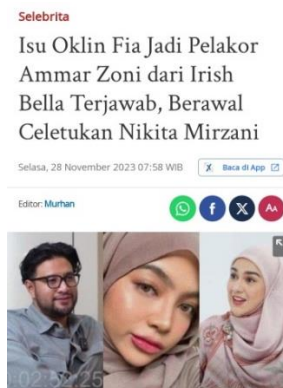 Selebrita
Isu Oklin Fia Jadi Pelakor
Ammar Zoni dari Irish
Bella Terjawab, Berawal
Celetukan Nikita Mirzani
Selasa, 28 November 2023 07:58 WIB
Baca di App
Editor: Murhan
AA
02:52:25